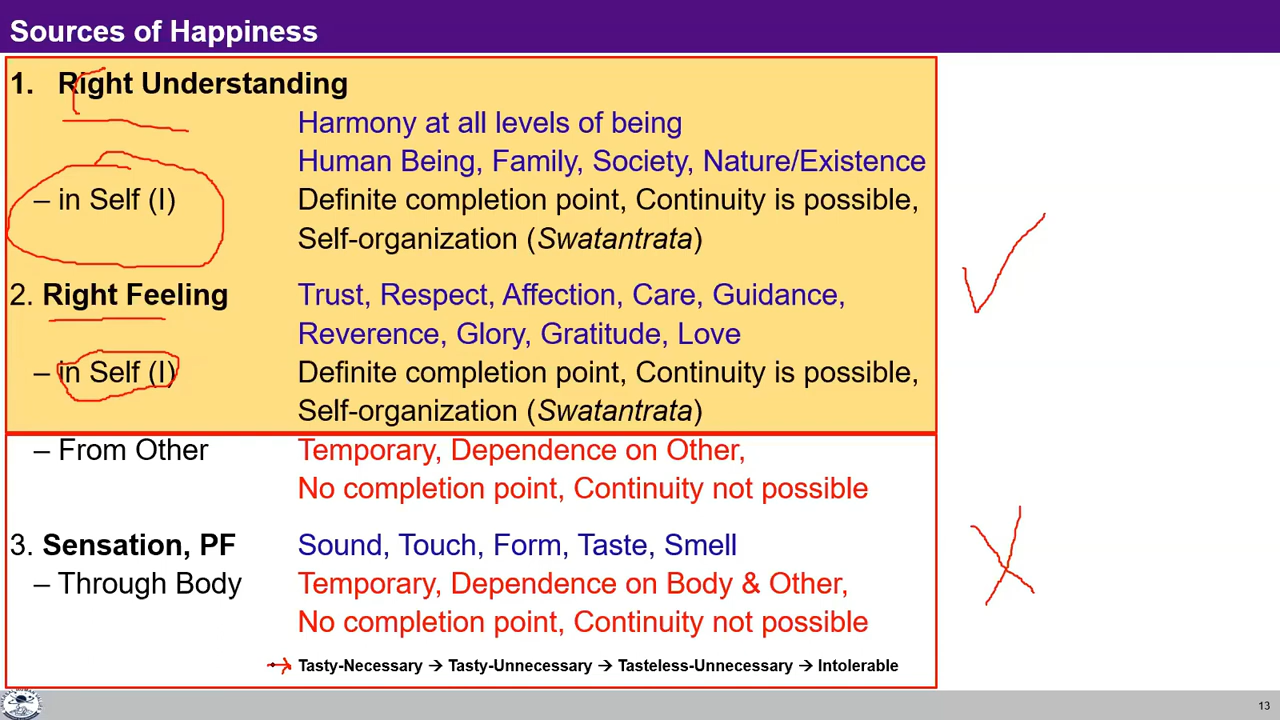 Sources of Happiness
1. Right Understanding
Harmony at all levels of being
Human Being, Family, Society, Nature/Existence
– in Self (I) Definite completion point, Continuity is possible,
Self-organization (Swatantrata)
2. Right Feeling Trust, Respect, Affection, Care, Guidance,
Reverence, Glory, Gratitude, Love
– in Self (I) Definite completion point, Continuity is possible,
Self-organization (Swatantrata)
– From Other Temporary, Dependence on Other,
No completion point, Continuity not possible
3. Sensation, PF Sound, Touch, Form, Taste, Smell
– Through Body Temporary, Dependence on Body & Other,
No completion point, Continuity not possible
Tasty-Necessary → Tasty-Unnecessary → Tasteless-Unnecessary → Intolerable
13